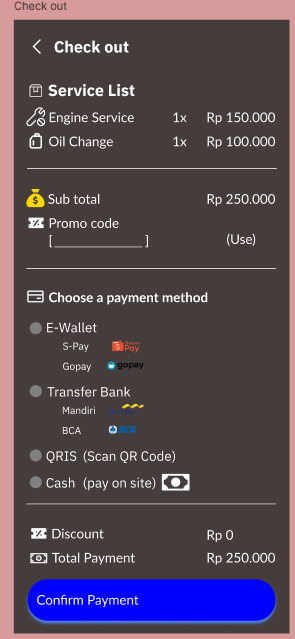 Check out
Check out
Service List
Engine Service 1x Rp 150.000
Oil Change 1x Rp 100.000
$ Sub total Rp 250.000
Promo code
[____________] (Use)
Choose a payment method
E-Wallet
S-Pay S Pay
Gopay gopay
Transfer Bank
Mandiri
BCA BCA
QRIS (Scan QR Code)
Cash (pay on site)
Discount Rp 0
Total Payment Rp 250.000
Confirm Payment